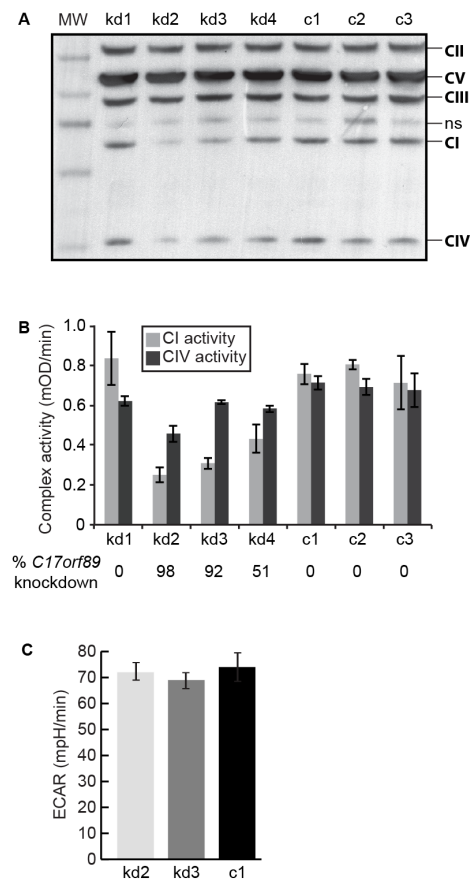 A
MW kd1 kd2 kd3 kd4 c1 c2 c3
CII
CV
CIII
ns
CI
CIV
B
Complex activity (mOD/min)
1.0
0.8
0.6
0.4
0.2
0
CI activity
CIV activity
kd1 kd2 kd3 kd4 c1 c2 c3
% C17orf89
knockdown
0 98 92 51 0 0 0
C
ECAR (mpH/min)
80
70
60
50
40
30
20
10
0
kd2 kd3 c1